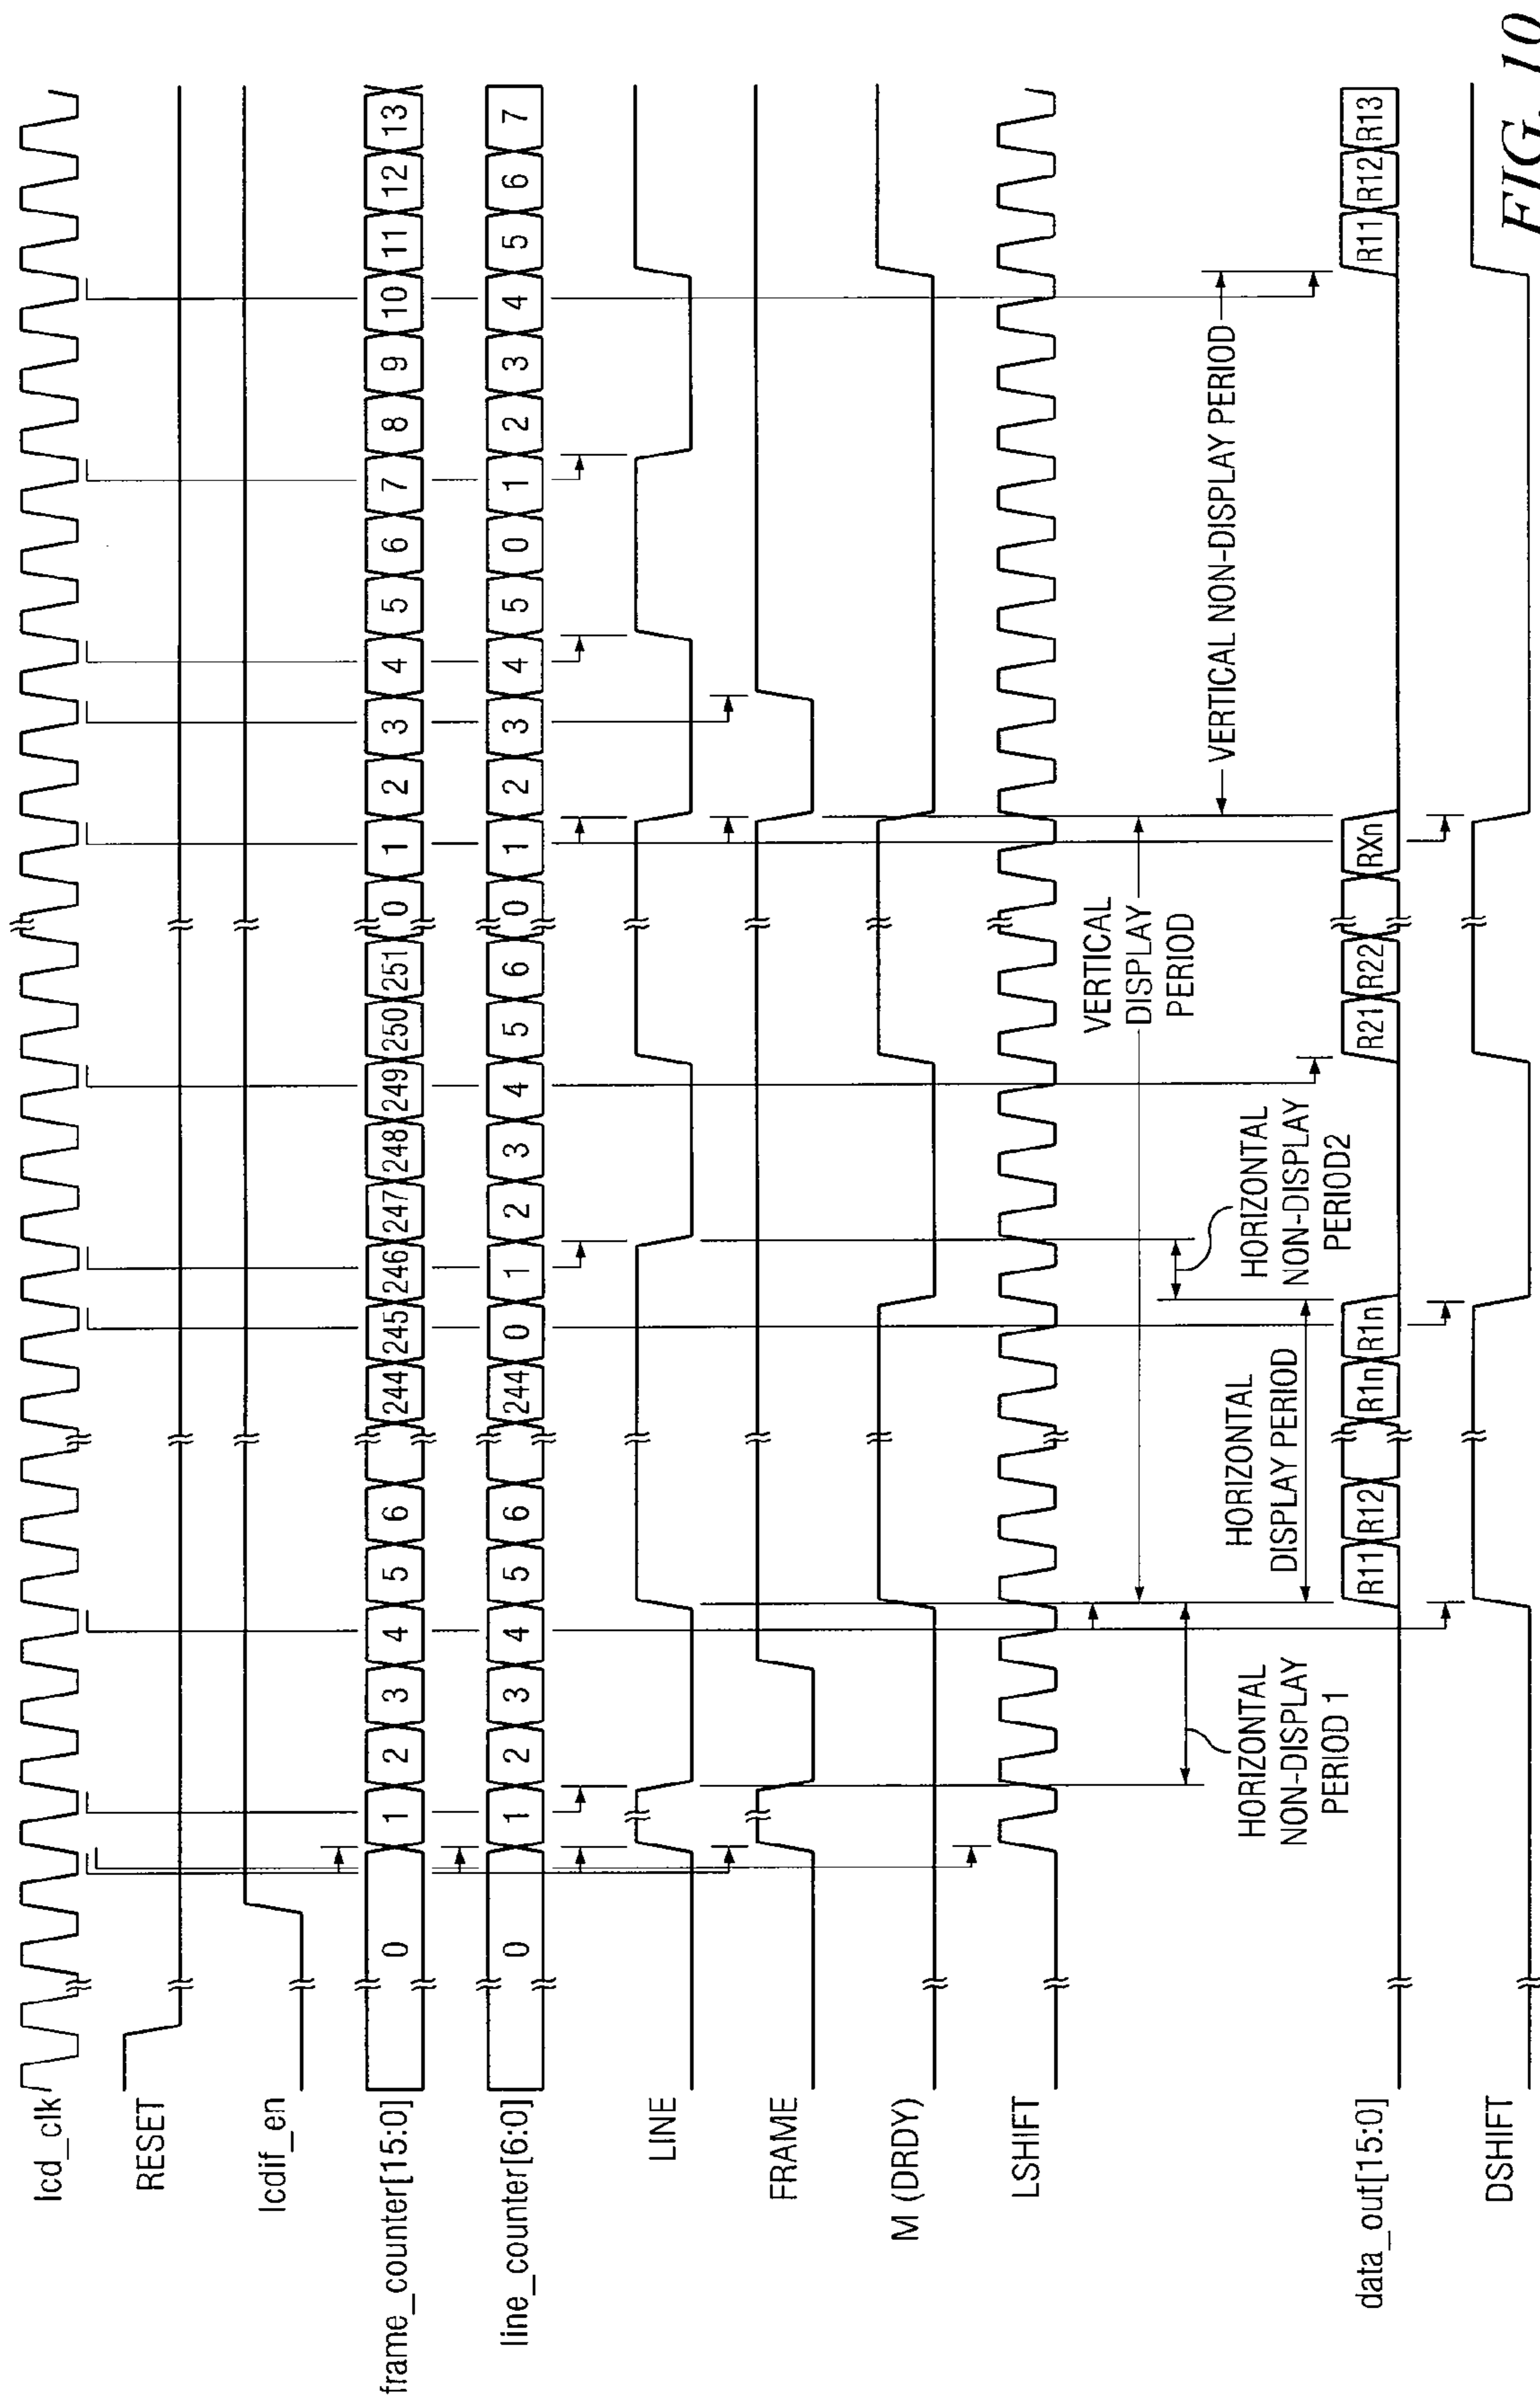 lcd_clk
RESET
lcdif_en
frame_counter[15:0] 0 1 2 3 4 5 6 244 245 246 247 248 249 250 251 0 1 2 3 4 5 6 7 8 9 10 11 12 13
line_counter[6:0] 0 1 2 3 4 5 6 244 0 1 2 3 4 5 6 0 1 2 3 4 5 0 1 2 3 4 5 6 7
LINE
FRAME
M (DRDY)
LSHIFT
HORIZONTAL
NON-DISPLAY
PERIOD 1
HORIZONTAL
DISPLAY PERIOD
HORIZONTAL
NON-DISPLAY
PERIOD2
VERTICAL
DISPLAY
PERIOD
VERTICAL NON-DISPLAY PERIOD
data_out[15:0] R11 R12 R1n R1n R21 R22 RXn R11 R12 R13
DSHIFT
FIG. 10